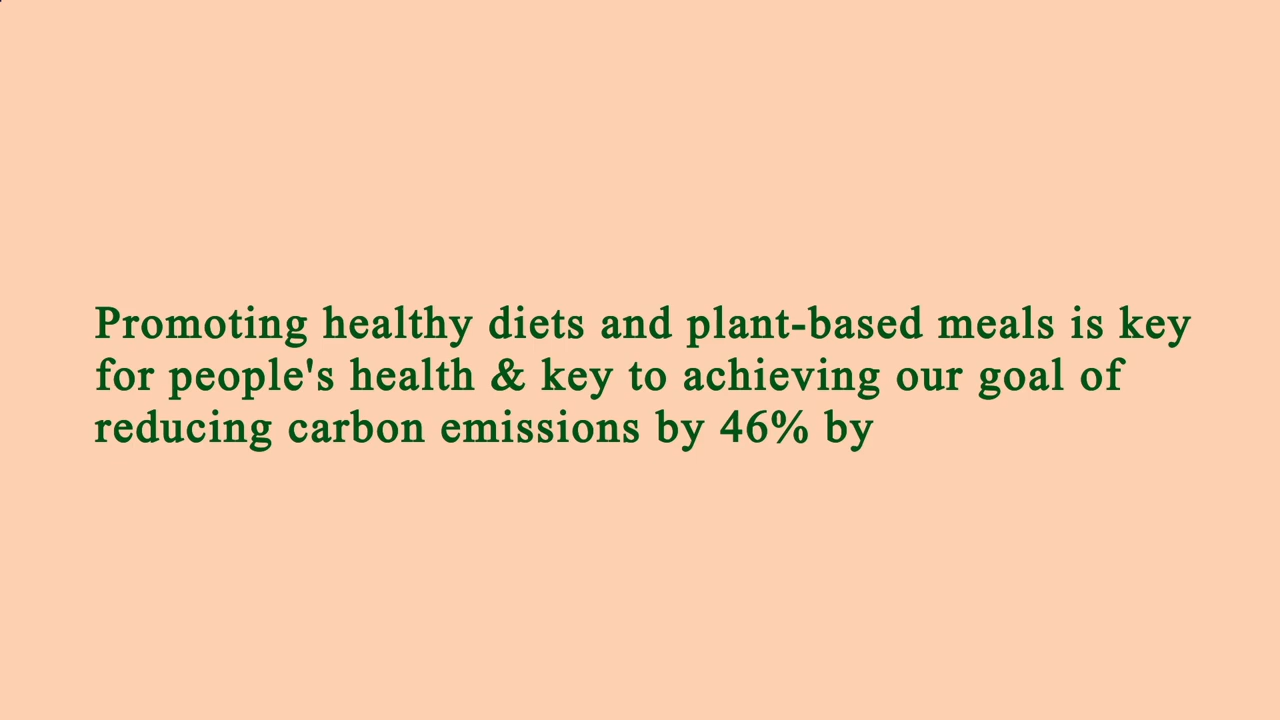 Promoting healthy diets and plant-based meals is key
for people's health & key to achieving our goal of
reducing carbon emissions by 46% by